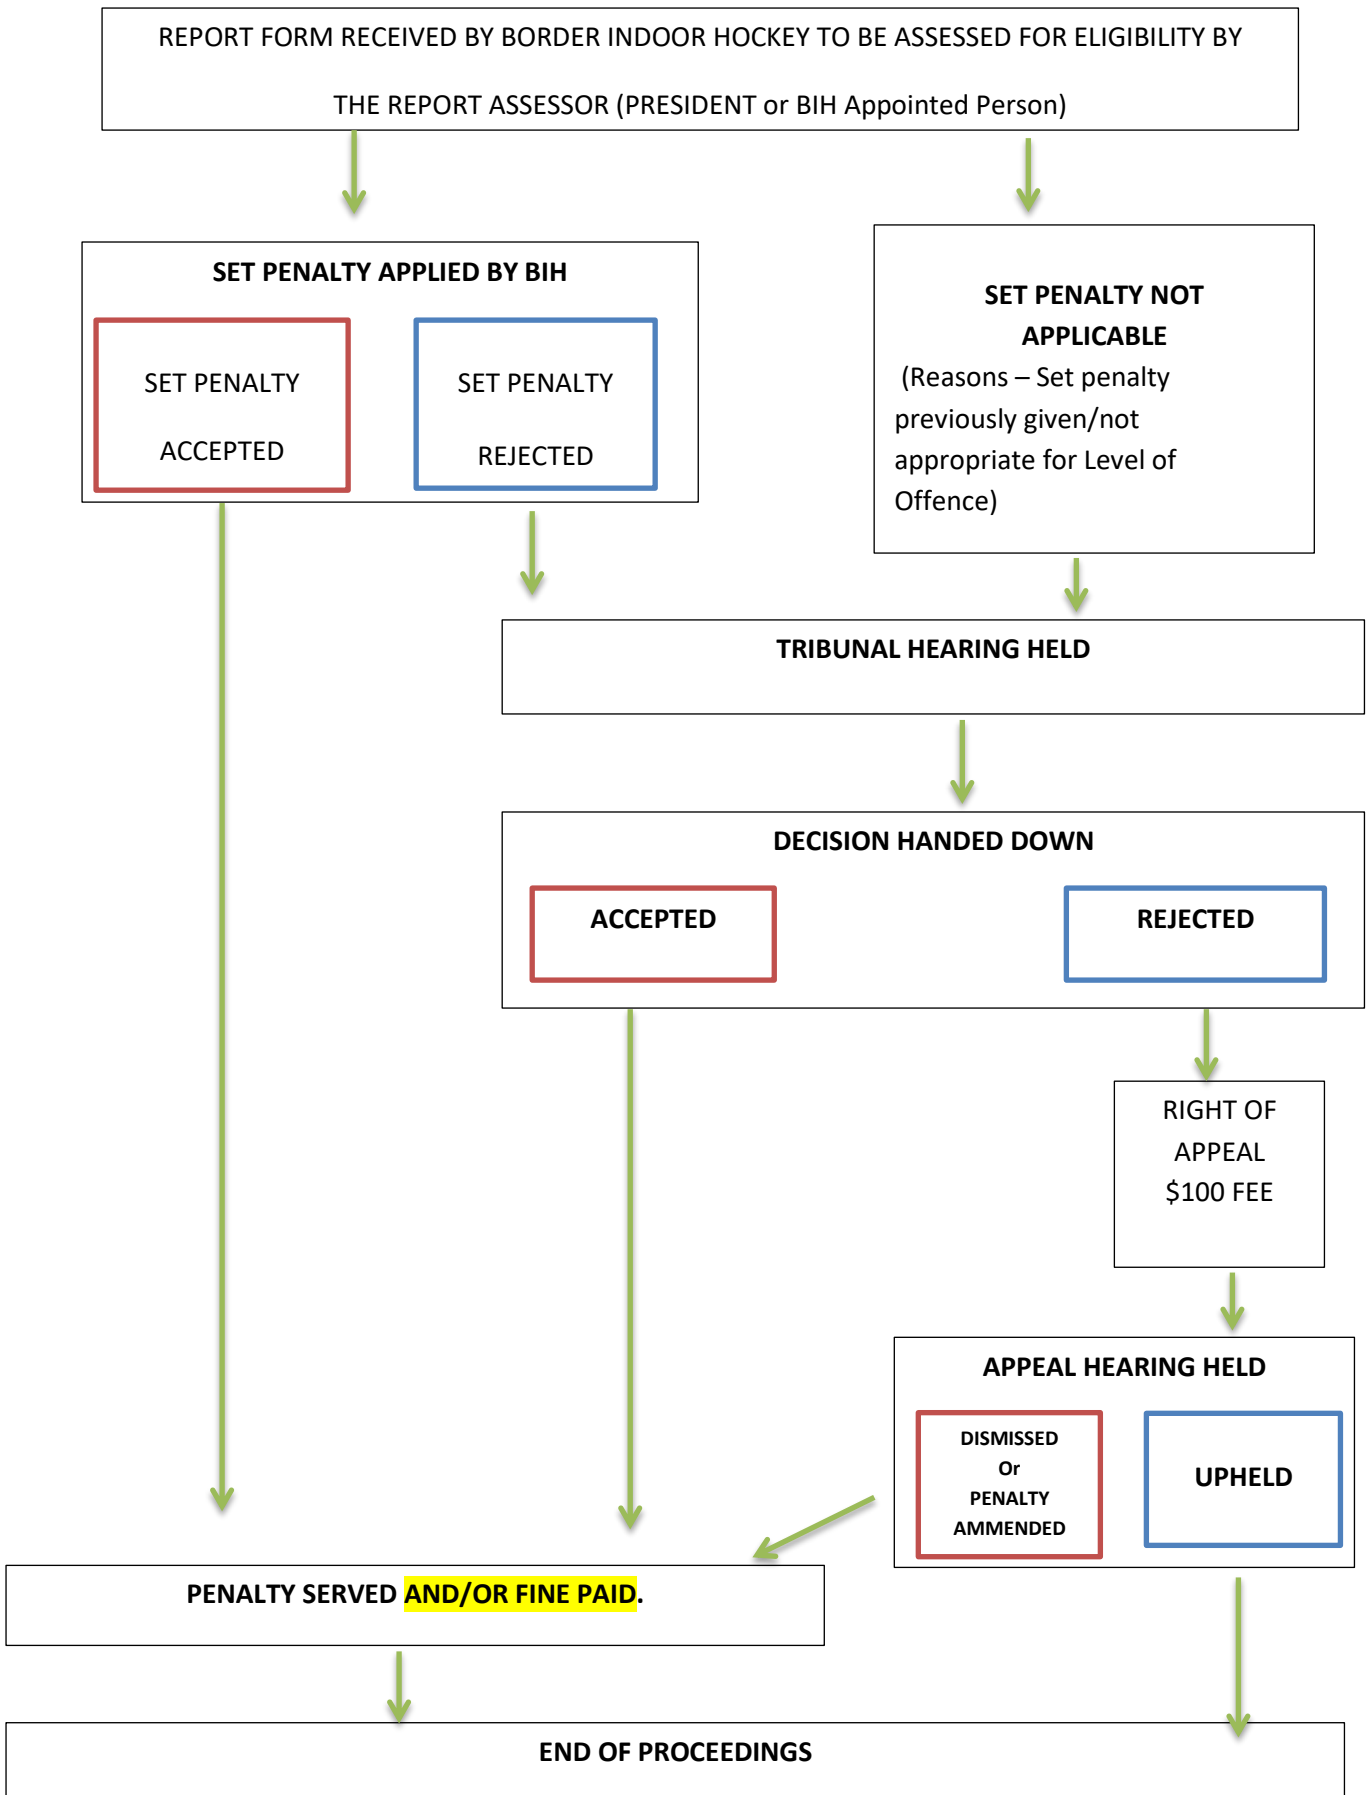 REPORT FORM RECEIVED BY BORDER INDOOR HOCKEY TO BE ASSESSED FOR ELIGIBILITY BY
THE REPORT ASSESSOR (PRESIDENT or BIH Appointed Person)
SET PENALTY APPLIED BY BIH
SET PENALTY
ACCEPTED
SET PENALTY
REJECTED
SET PENALTY NOT
APPLICABLE
(Reasons – Set penalty
previously given/not
appropriate for Level of
Offence)
TRIBUNAL HEARING HELD
DECISION HANDED DOWN
ACCEPTED
REJECTED
RIGHT OF
APPEAL
$100 FEE
APPEAL HEARING HELD
DISMISSED
Or
PENALTY
AMMENDED
UPHELD
PENALTY SERVED AND/OR FINE PAID.
END OF PROCEEDINGS